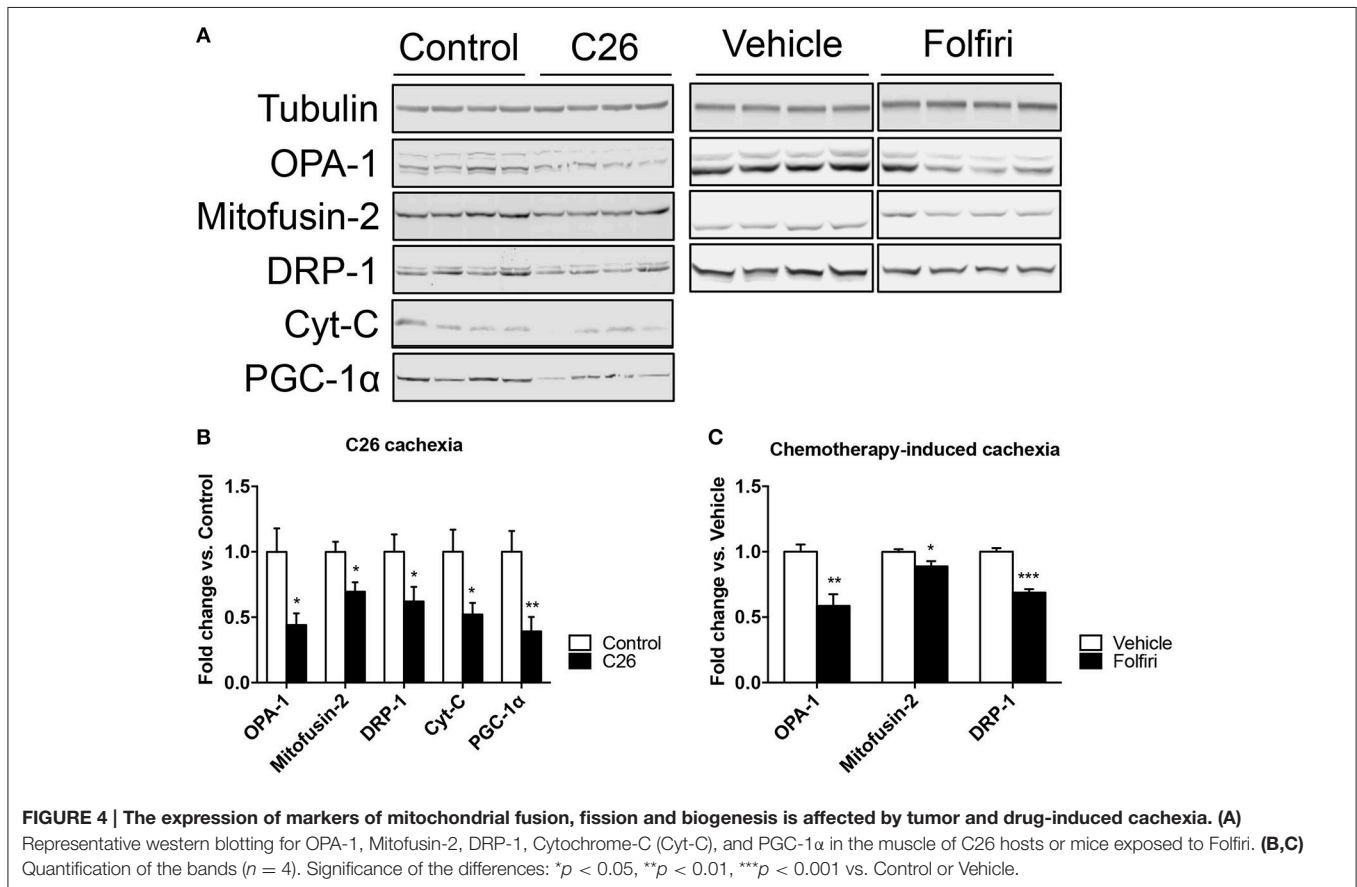 A
Control C26 Vehicle Folfiri
Tubulin
OPA-1
Mitofusin-2
DRP-1
Cyt-C
PGC-1α
B
C26 cachexia
Fold change vs. Control
1.5
1.0
0.5
0.0
* * * * **
OPA-1
Mitofusin-2
DRP-1
Cyt-C
PGC-1α
Control
C26
C
Chemotherapy-induced cachexia
Fold change vs. Vehicle
1.5
1.0
0.5
0.0
** * ***
OPA-1
Mitofusin-2
DRP-1
Vehicle
Folfiri
FIGURE 4 | The expression of markers of mitochondrial fusion, fission and biogenesis is affected by tumor and drug-induced cachexia. (A)
Representative western blotting for OPA-1, Mitofusin-2, DRP-1, Cytochrome-C (Cyt-C), and PGC-1α in the muscle of C26 hosts or mice exposed to Folfiri. (B,C)
Quantification of the bands (n = 4). Significance of the differences: *p < 0.05, **p < 0.01, ***p < 0.001 vs. Control or Vehicle.